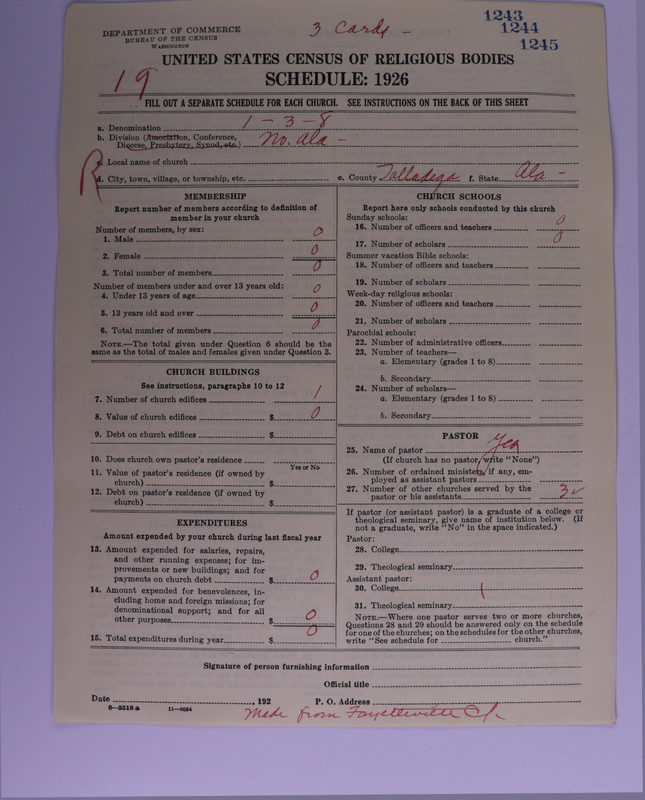 DEPARTMENT OF COMMERCE
BUREAU OF THE CENSUS
WASHINGTON
3 Cards -
1243
1244
1245
UNITED STATES CENSUS OF RELIGIOUS BODIES
SCHEDULE: 1926
19
FILL OUT A SEPARATE SCHEDULE FOR EACH CHURCH. SEE INSTRUCTIONS ON THE BACK OF THIS SHEET
a. Denomination 1-3-8
b. Division (Association, Conference, Diocese, Presbytery, Synod, etc.) No. Ala -
R
c. Local name of church
d. City, town, village, or township, etc. e. County Talladega f. State Ala -
MEMBERSHIP
Report number of members according to definition of
member in your church
Number of members, by sex:
1. Male 0
2. Female 0
3. Total number of members 0
Number of members under and over 13 years old:
4. Under 13 years of age 0
5. 13 years old and over 0
6. Total number of members 0
NOTE.—The total given under Question 6 should be the
same as the total of males and females given under Question 3.
CHURCH BUILDINGS
See instructions, paragraphs 10 to 12
7. Number of church edifices 1
8. Value of church edifices $ 0
9. Debt on church edifices $
10. Does church own pastor's residence
Yes or No
11. Value of pastor's residence (if owned by
church) $
12. Debt on pastor's residence (if owned by
church) $
EXPENDITURES
Amount expended by your church during last fiscal year
13. Amount expended for salaries, repairs,
and other running expenses; for im-
provements or new buildings; and for
payments on church debt $ 0
14. Amount expended for benevolences, in-
cluding home and foreign missions; for
denominational support; and for all
other purposes $ 0
15. Total expenditures during year $ 0
CHURCH SCHOOLS
Report here only schools conducted by this church
Sunday schools:
16. Number of officers and teachers 0
17. Number of scholars 0
Summer vacation Bible schools:
18. Number of officers and teachers
19. Number of scholars
Week-day religious schools:
20. Number of officers and teachers
21. Number of scholars
Parochial schools:
22. Number of administrative officers
23. Number of teachers—
a. Elementary (grades 1 to 8)
b. Secondary
24. Number of scholars—
a. Elementary (grades 1 to 8)
b. Secondary
PASTOR
25. Name of pastor Yes
(If church has no pastor, write "None")
26. Number of ordained ministers, if any, em-
ployed as assistant pastors
27. Number of other churches served by the
pastor or his assistants 3
If pastor (or assistant pastor) is a graduate of a college or
theological seminary, give name of institution below. (If
not a graduate, write "No" in the space indicated.)
Pastor:
28. College
29. Theological seminary
Assistant pastor:
30. College
31. Theological seminary
NOTE.—Where one pastor serves two or more churches,
Questions 28 and 29 should be answered only on the schedule
for one of the churches; on the schedules for the other churches,
write "See schedule for church."
Signature of person furnishing information
Official title
Date , 192 P. O. Address
8-5318a 11-9034
Made from Fayetteville Ch.